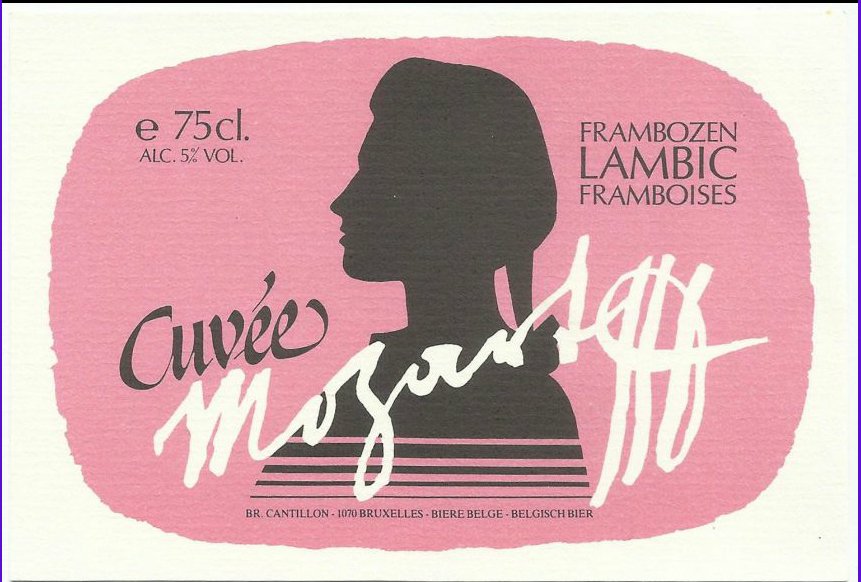 e 75cl.
ALC. 5% VOL.
FRAMBOZEN
LAMBIC
FRAMBOISES
Cuvée
Mozart
BR. CANTILLON - 1070 BRUXELLES - BIERE BELGE - BELGISCH BIER